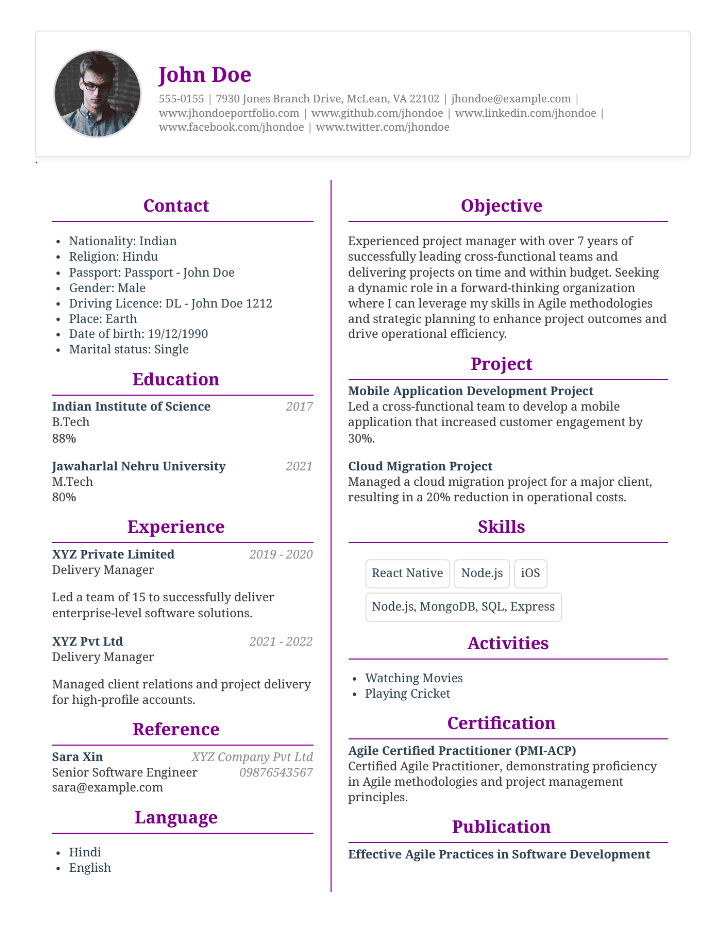 John Doe
555-0155 | 7930 Jones Branch Drive, McLean, VA 22102 | jhondoe@example.com |
www.jhondoeportfolio.com | www.github.com/jhondoe | www.linkedin.com/jhondoe |
www.facebook.com/jhondoe | www.twitter.com/jhondoe
.
Contact
• Nationality: Indian
• Religion: Hindu
• Passport: Passport - John Doe
• Gender: Male
• Driving Licence: DL - John Doe 1212
• Place: Earth
• Date of birth: 19/12/1990
• Marital status: Single
Education
Indian Institute of Science 2017
B.Tech
88%
Jawaharlal Nehru University 2021
M.Tech
80%
Experience
XYZ Private Limited 2019 - 2020
Delivery Manager
Led a team of 15 to successfully deliver
enterprise-level software solutions.
XYZ Pvt Ltd 2021 - 2022
Delivery Manager
Managed client relations and project delivery
for high-profile accounts.
Reference
Sara Xin XYZ Company Pvt Ltd
Senior Software Engineer 09876543567
sara@example.com
Language
• Hindi
• English
Objective
Experienced project manager with over 7 years of
successfully leading cross-functional teams and
delivering projects on time and within budget. Seeking
a dynamic role in a forward-thinking organization
where I can leverage my skills in Agile methodologies
and strategic planning to enhance project outcomes and
drive operational efficiency.
Project
Mobile Application Development Project
Led a cross-functional team to develop a mobile
application that increased customer engagement by
30%.
Cloud Migration Project
Managed a cloud migration project for a major client,
resulting in a 20% reduction in operational costs.
Skills
React Native Node.js iOS
Node.js, MongoDB, SQL, Express
Activities
• Watching Movies
• Playing Cricket
Certification
Agile Certified Practitioner (PMI-ACP)
Certified Agile Practitioner, demonstrating proficiency
in Agile methodologies and project management
principles.
Publication
Effective Agile Practices in Software Development